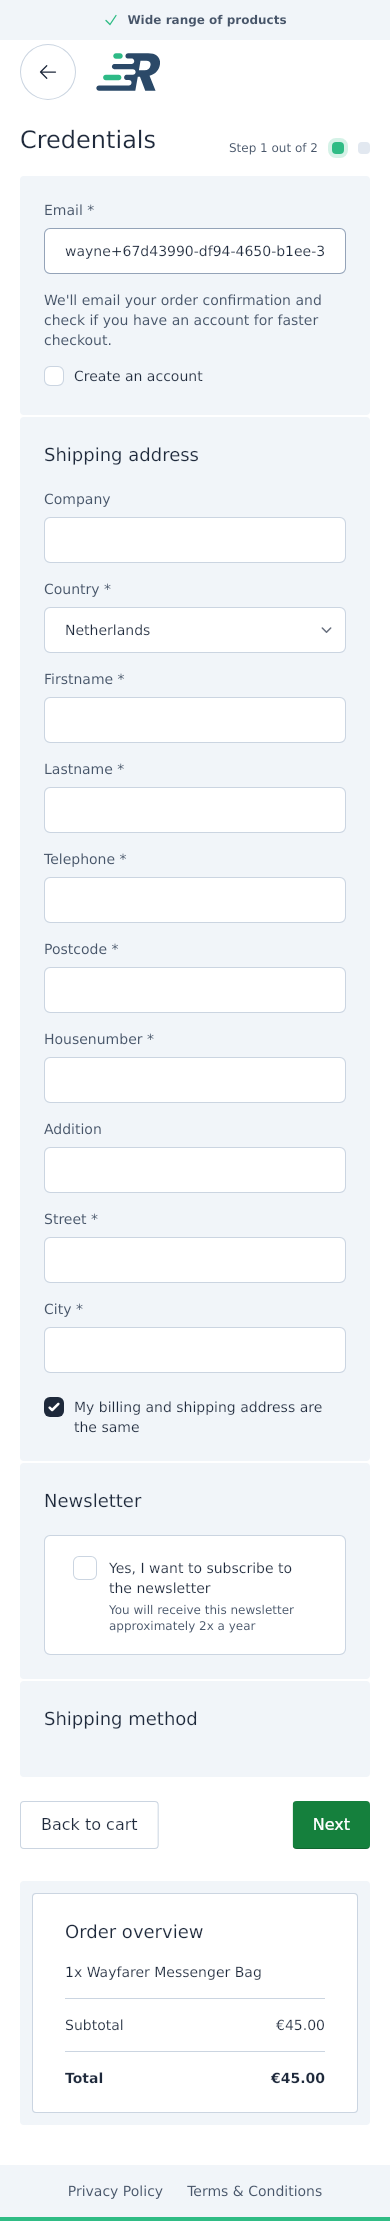 Wide range of products
Credentials
Step 1 out of 2
Email *
wayne+67d43990-df94-4650-b1ee-3
We'll email your order confirmation and
check if you have an account for faster
checkout.
Create an account
Shipping address
Company
Country *
Netherlands
Firstname *
Lastname *
Telephone *
Postcode *
Housenumber *
Addition
Street *
City *
My billing and shipping address are
the same
Newsletter
Yes, I want to subscribe to
the newsletter
You will receive this newsletter
approximately 2x a year
Shipping method
Back to cart
Next
Order overview
1x Wayfarer Messenger Bag
Subtotal €45.00
Total €45.00
Privacy Policy Terms & Conditions